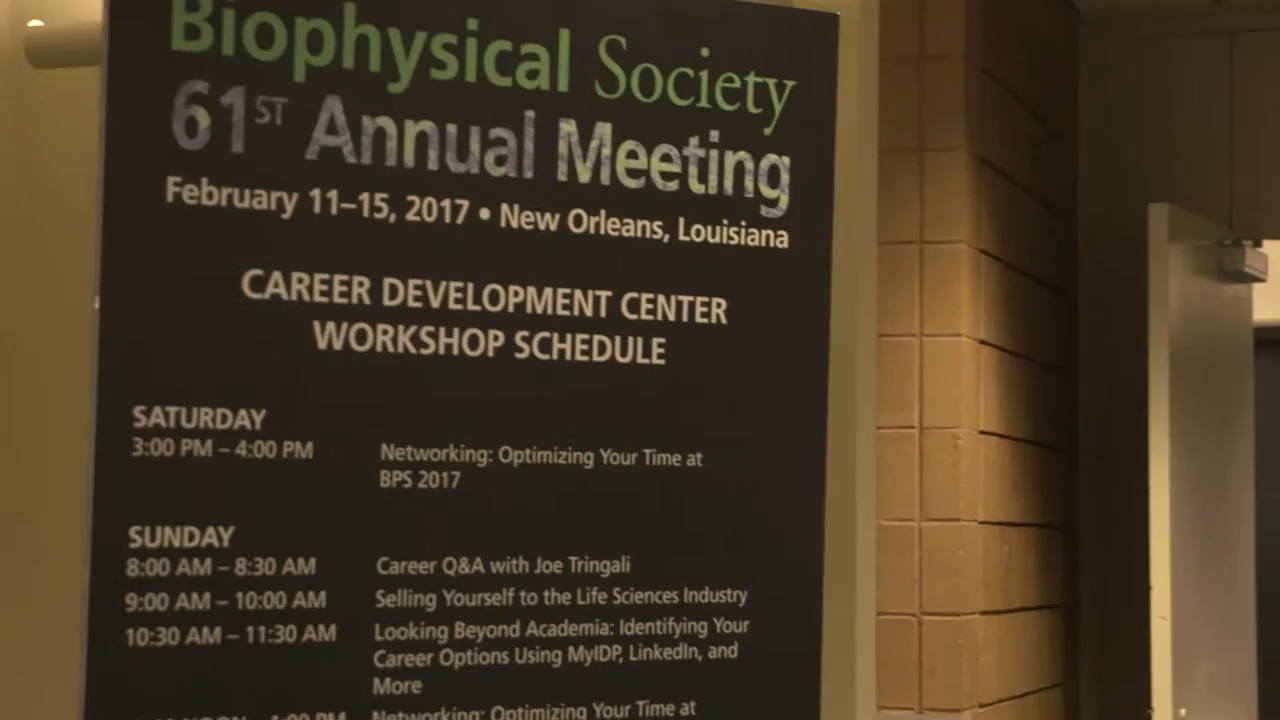 Biophysical Society
61ST Annual Meeting
February 11–15, 2017 • New Orleans, Louisiana
CAREER DEVELOPMENT CENTER
WORKSHOP SCHEDULE
SATURDAY
3:00 PM – 4:00 PM Networking: Optimizing Your Time at
BPS 2017
SUNDAY
8:00 AM – 8:30 AM Career Q&A with Joe Tringali
9:00 AM – 10:00 AM Selling Yourself to the Life Sciences Industry
10:30 AM – 11:30 AM Looking Beyond Academia: Identifying Your
Career Options Using MyIDP, LinkedIn, and
More
NOON – 1:00 PM Networking: Optimizing Your Time at